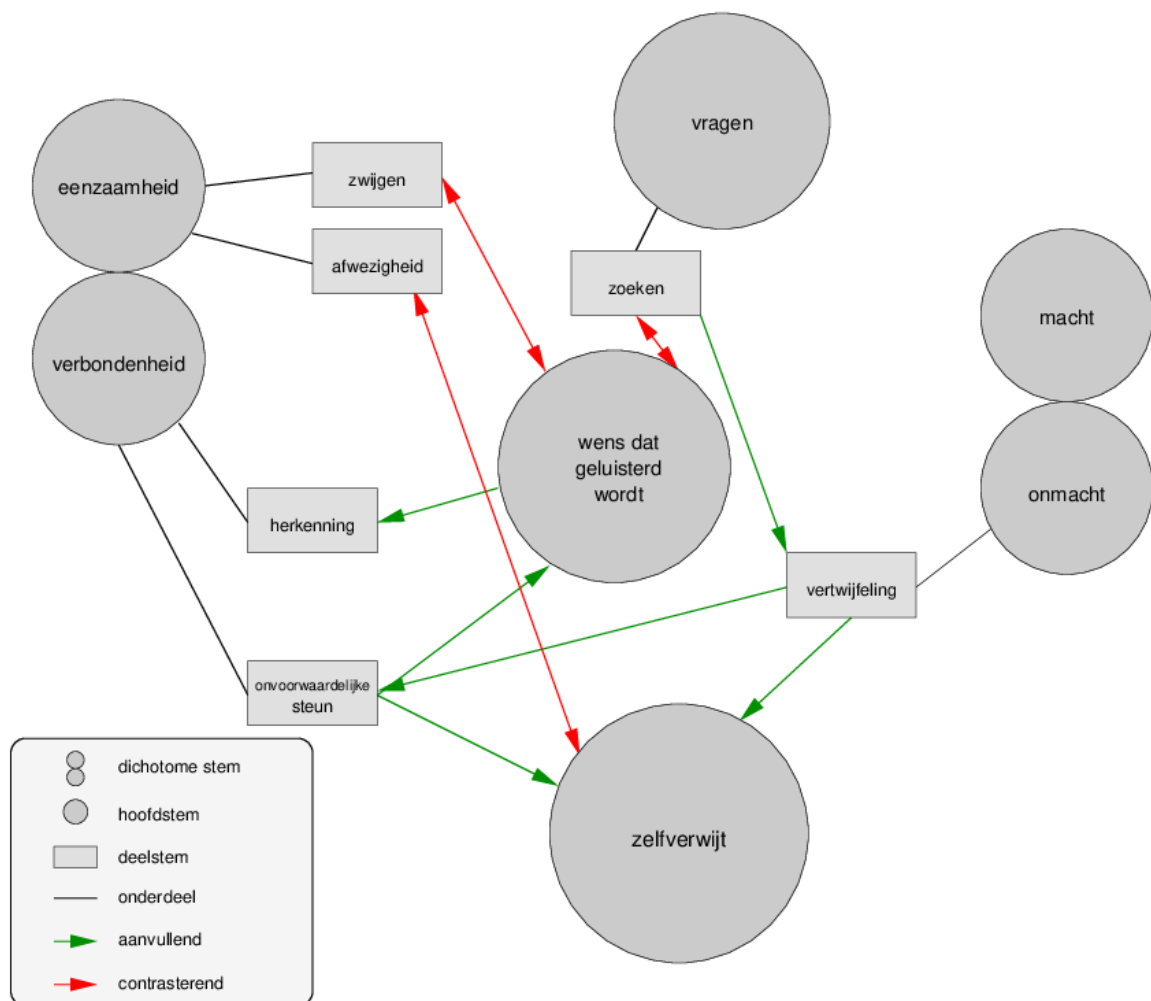 vragen
eenzaamheid
zwijgen
afwezigheid
zoeken
macht
verbondenheid
wens dat
geluisterd
wordt
onmacht
herkenning
vertwijfeling
onvoorwaardelijke
steun
zelfverwijt
dichotome stem
hoofdstem
deelstem
onderdeel
aanvullend
contrasterend